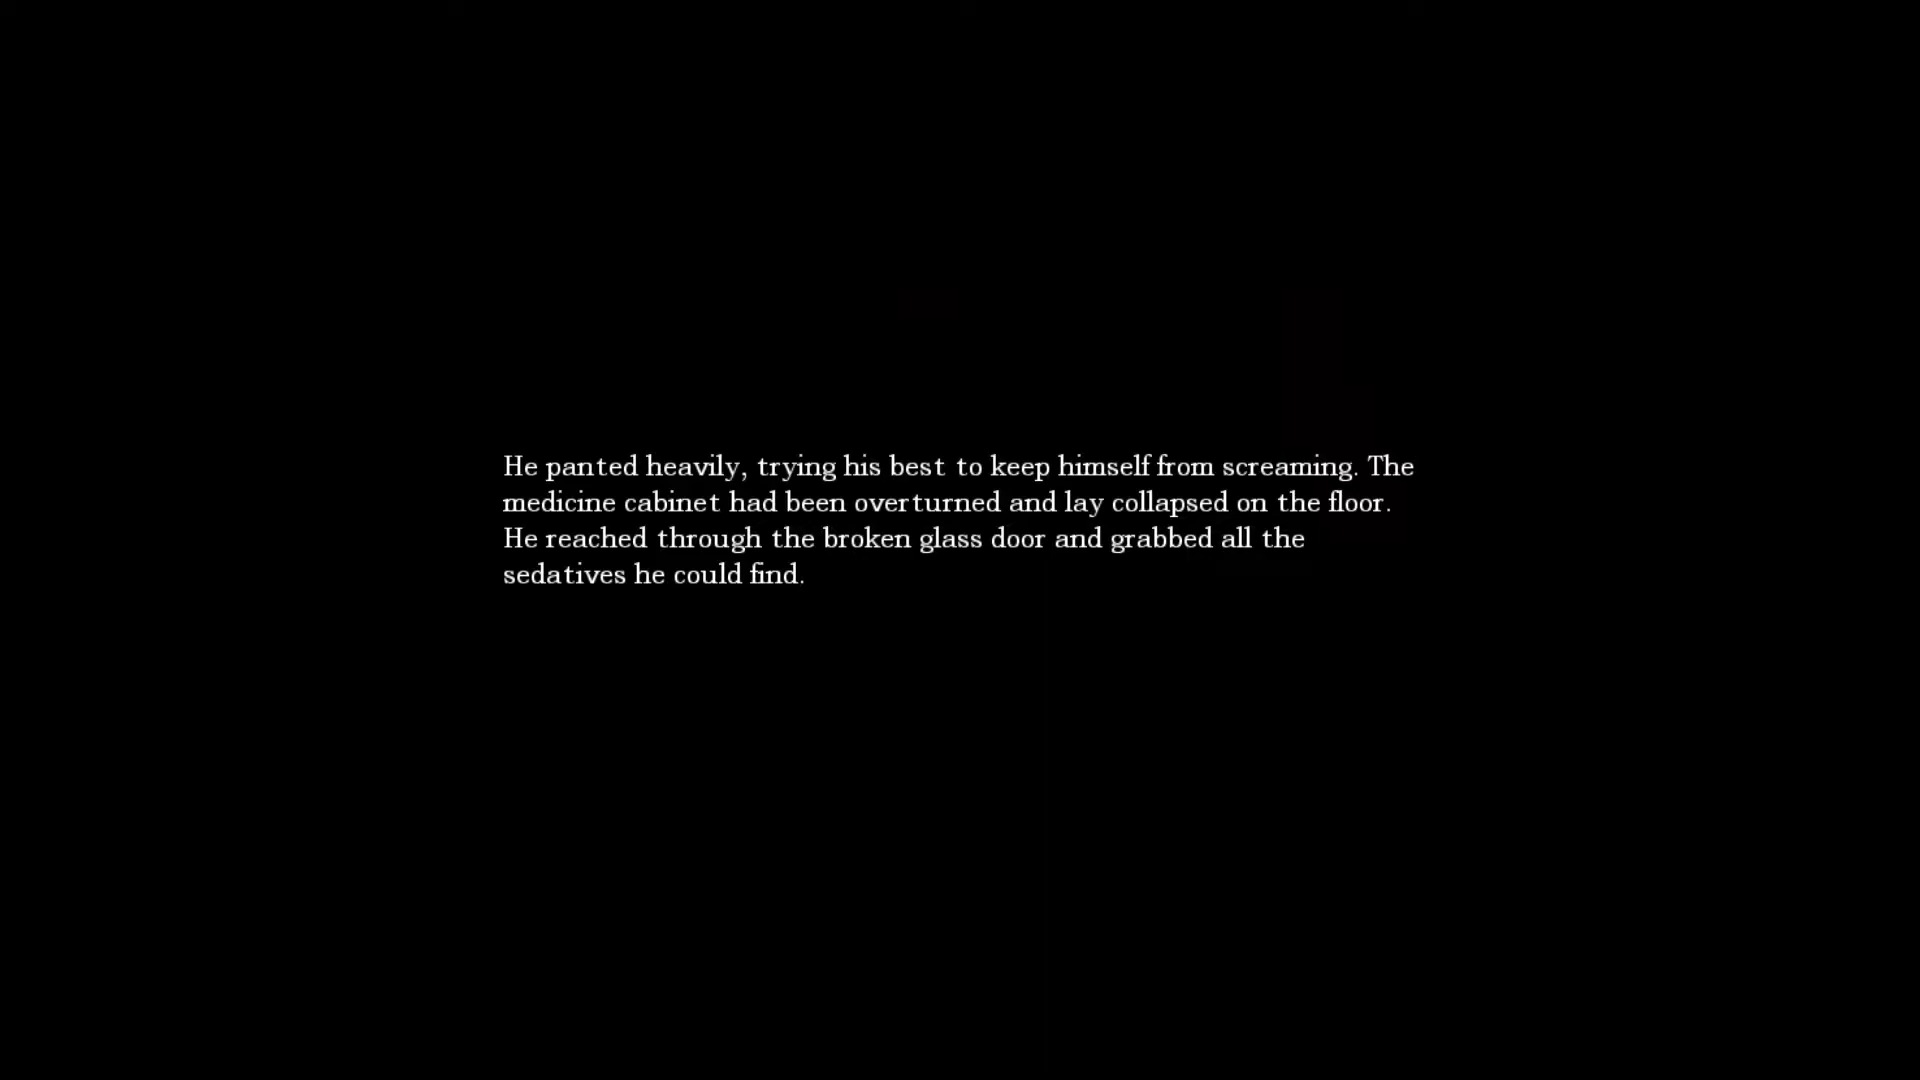 He panted heavily, trying his best to keep himself from screaming. The
medicine cabinet had been overturned and lay collapsed on the floor.
He reached through the broken glass door and grabbed all the
sedatives he could find.